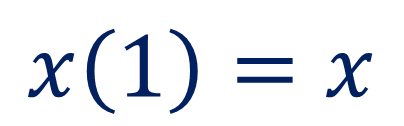 x(1) = x